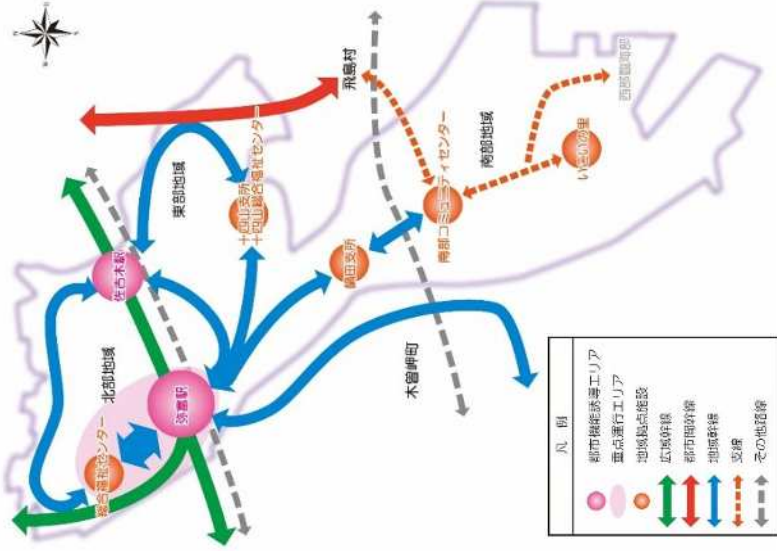 北部地域
総合福祉センター
弥富駅
佐古木駅
東部地域
十四山支所
十四山総合福祉センター
鍋田支所
飛島村
木曽岬町
南部コミュニティセンター
南部地域
いこいの里
西部臨海部
凡 例
都市機能誘導エリア
重点運行エリア
地域拠点施設
広域幹線
都市間幹線
地域幹線
支線
その他路線